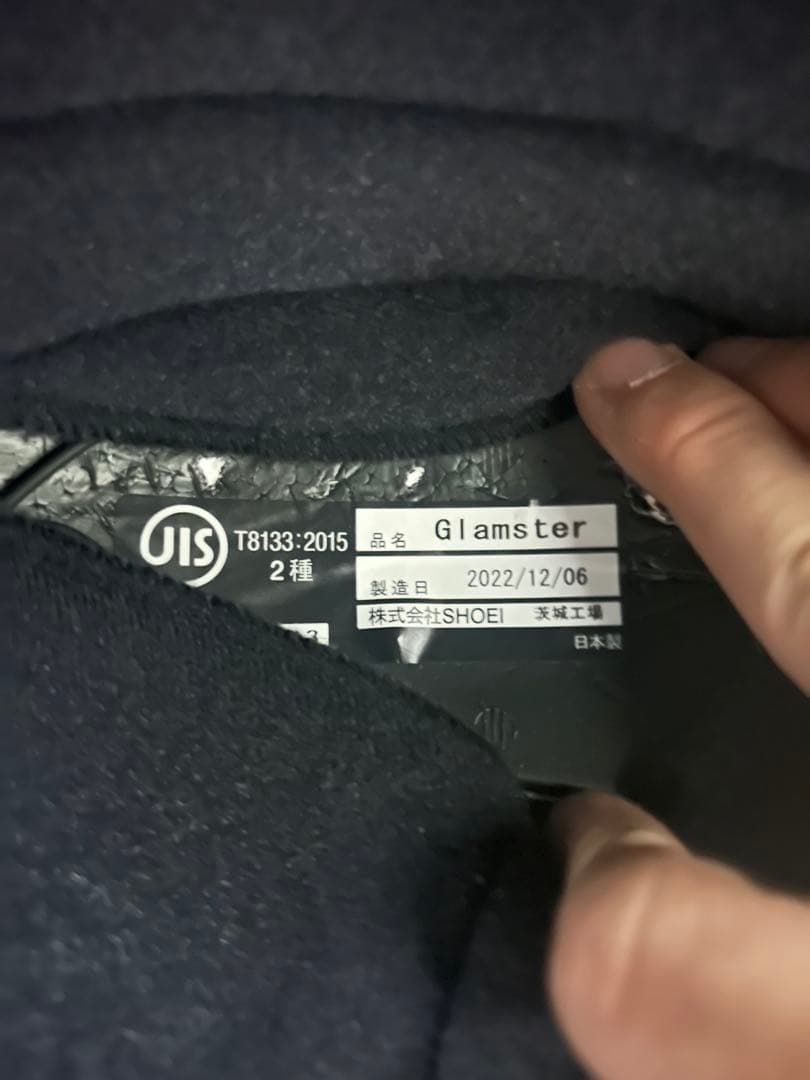 JIS T8133:2015
2種
品名 Glamster
製造日 2022/12/06
株式会社SHOEI 茨城工場
日本製